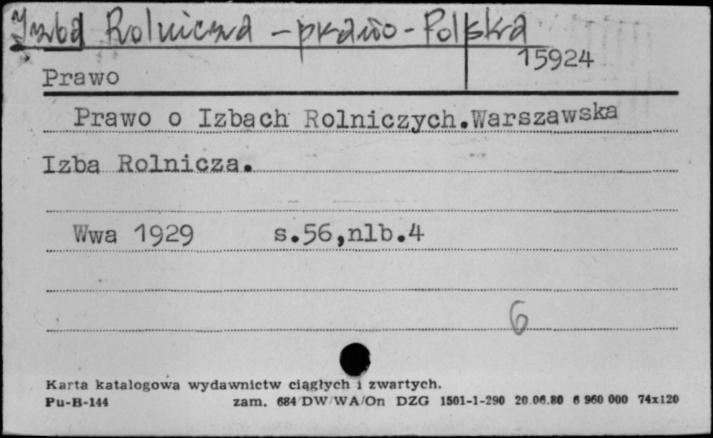 Izba Rolnicza - prawo - Polska
15924
Prawo
Prawo o Izbach Rolniczych.Warszawska
Izba Rolnicza.
Wwa 1929 s.56,nlb.4
6
Karta katalogowa wydawnictw ciągłych i zwartych.
Pu-B-144 zam. 684/DW/WA/On DZG 1501-1-290 20.06.80 6 960 000 74x120